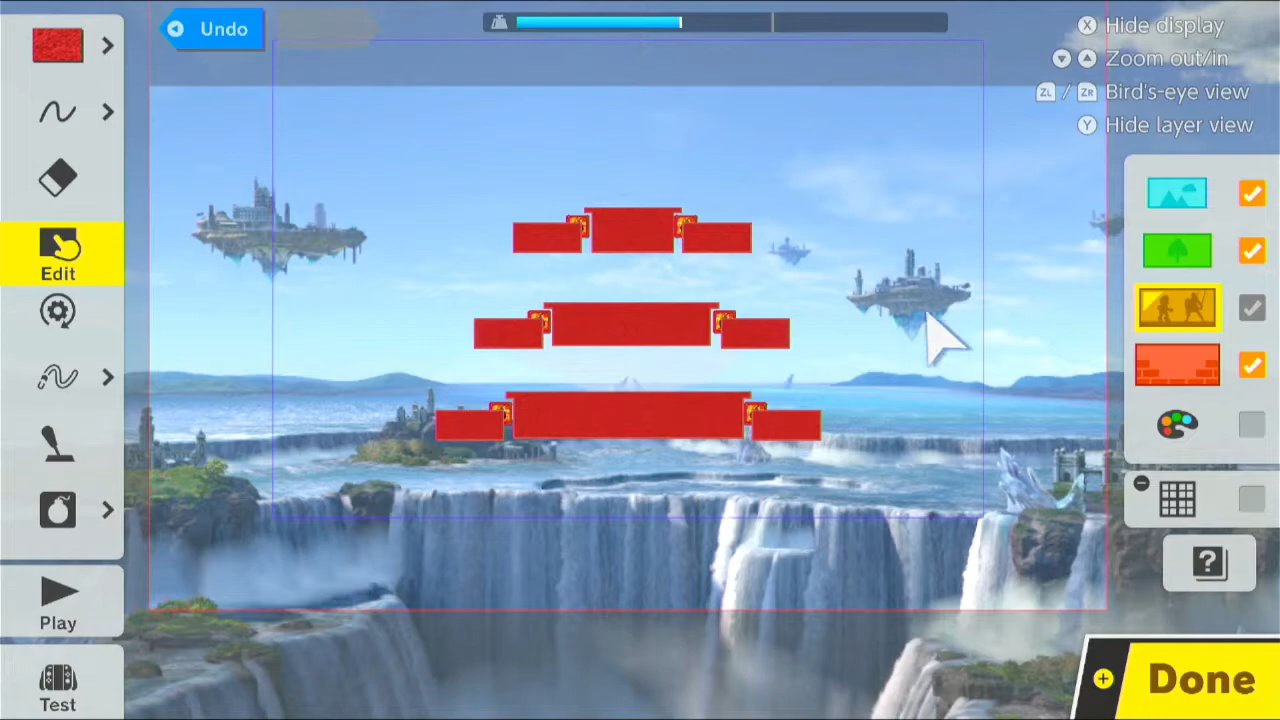 Undo
X Hide display
Zoom out/in
ZL / ZR Bird's-eye view
Y Hide layer view
Edit
Play
Test
?
+ Done